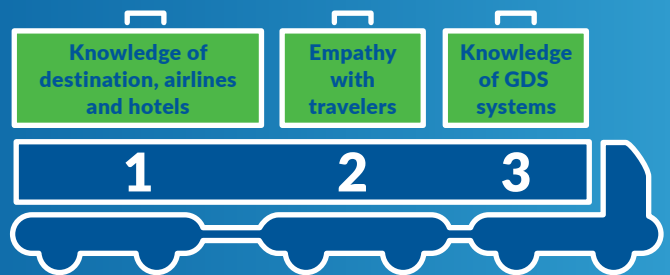 Knowledge of
destination, airlines
and hotels
Empathy
with
travelers
Knowledge
of GDS
systems
1
2
3